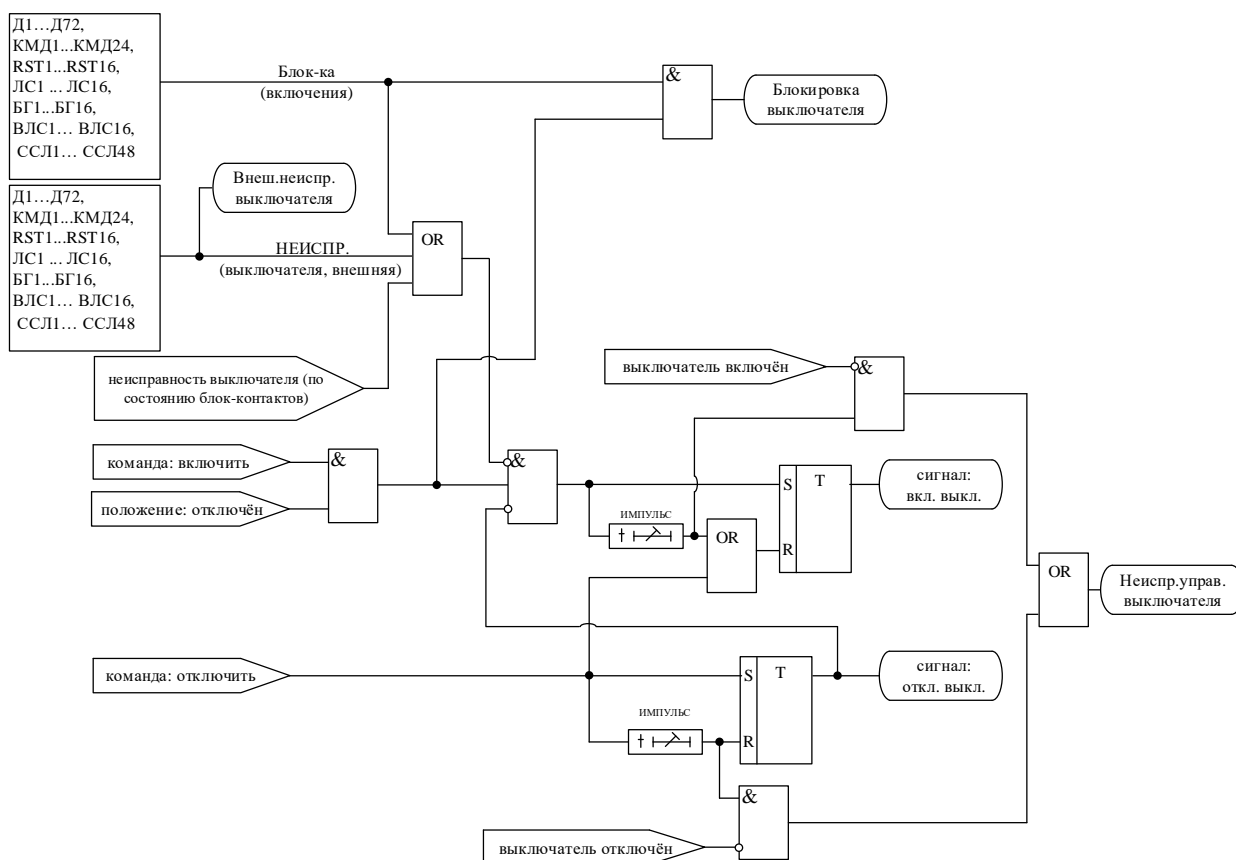 Д1…Д72,
КМД1...КМД24,
RST1...RST16,
ЛС1 ... ЛС16,
БГ1...БГ16,
ВЛС1… ВЛС16,
ССЛ1… ССЛ48
Блок-ка
(включения)
&
Блокировка
выключателя
Д1…Д72,
КМД1...КМД24,
RST1...RST16,
ЛС1 ... ЛС16,
БГ1...БГ16,
ВЛС1… ВЛС16,
ССЛ1… ССЛ48
Внеш.неиспр.
выключателя
НЕИСПР.
(выключателя, внешняя)
OR
неисправность выключателя (по
состоянию блок-контактов)
выключатель включён
&
команда: включить
положение: отключён
&
&
ИМПУЛЬС
OR
S
T
R
сигнал:
вкл. выкл.
OR
Неиспр.управ.
выключателя
команда: отключить
ИМПУЛЬС
S
T
R
сигнал:
откл. выкл.
&
выключатель отключён